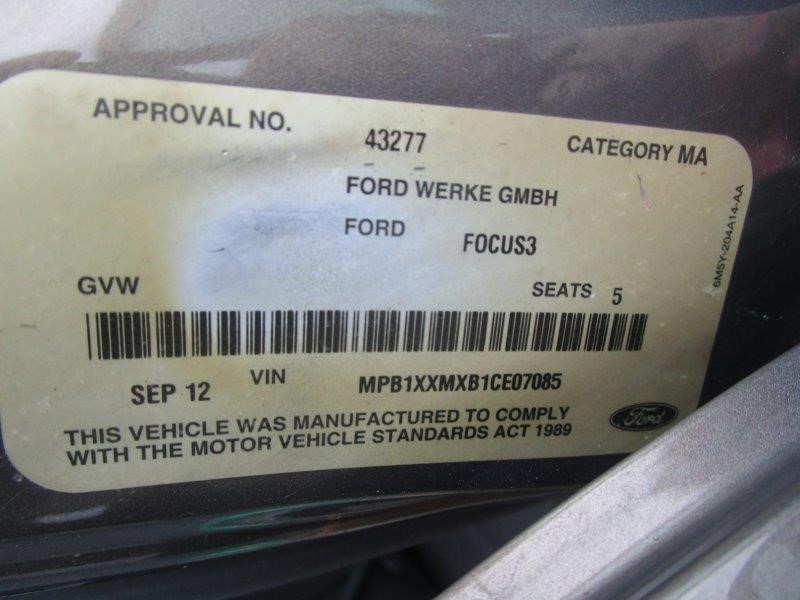 APPROVAL NO. 43277 CATEGORY MA
FORD WERKE GMBH
FORD FOCUS3
GVW SEATS 5
SEP 12 VIN MPB1XXMXB1CE07085
THIS VEHICLE WAS MANUFACTURED TO COMPLY
WITH THE MOTOR VEHICLE STANDARDS ACT 1989
Ford
6M5Y-204A14-AA